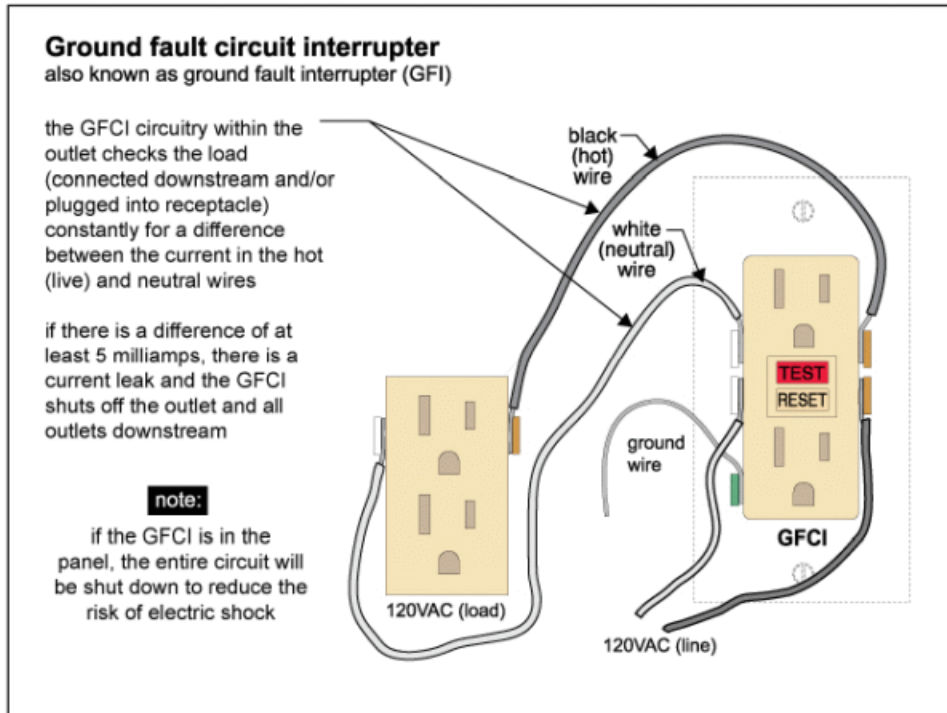 Ground fault circuit interrupter
also known as ground fault interrupter (GFI)
the GFCI circuitry within the
outlet checks the load
(connected downstream and/or
plugged into receptacle)
constantly for a difference
between the current in the hot
(live) and neutral wires
if there is a difference of at
least 5 milliamps, there is a
current leak and the GFCI
shuts off the outlet and all
outlets downstream
note:
if the GFCI is in the
panel, the entire circuit will
be shut down to reduce the
risk of electric shock
black
(hot)
wire
white
(neutral)
wire
TEST
RESET
ground
wire
GFCI
120VAC (load)
120VAC (line)